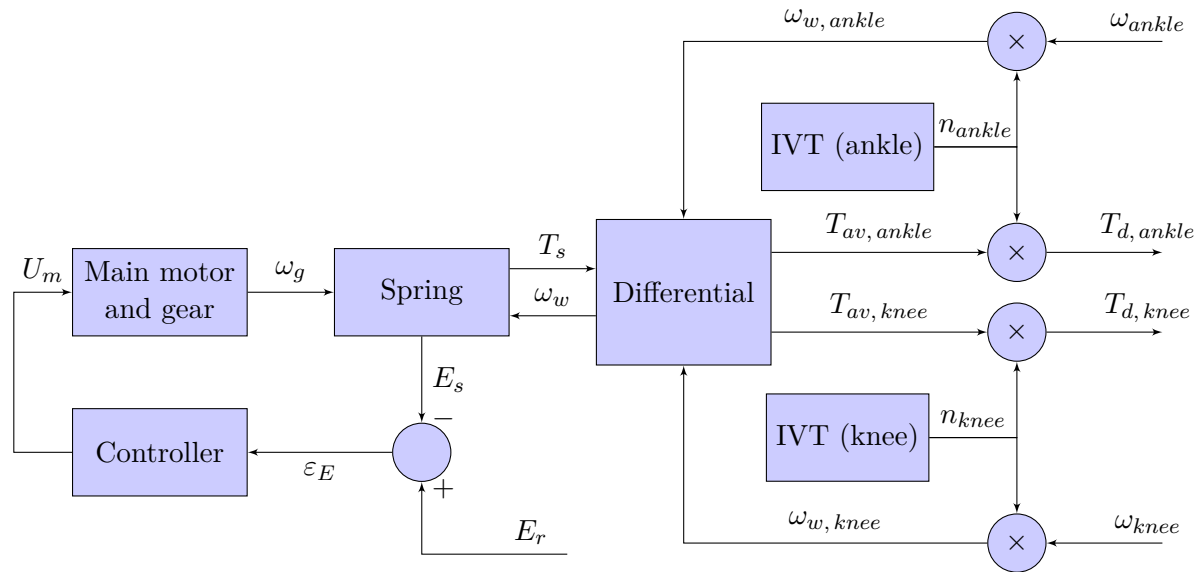 ω_{w, ankle}
×
ω_{ankle}
IVT (ankle)
n_{ankle}
T_{av, ankle}
×
T_{d, ankle}
U_m
Main motor
and gear
ω_g
Spring
T_s
ω_w
Differential
T_{av, knee}
×
T_{d, knee}
E_s
−
IVT (knee)
n_{knee}
Controller
ε_E
+
E_r
ω_{w, knee}
×
ω_{knee}